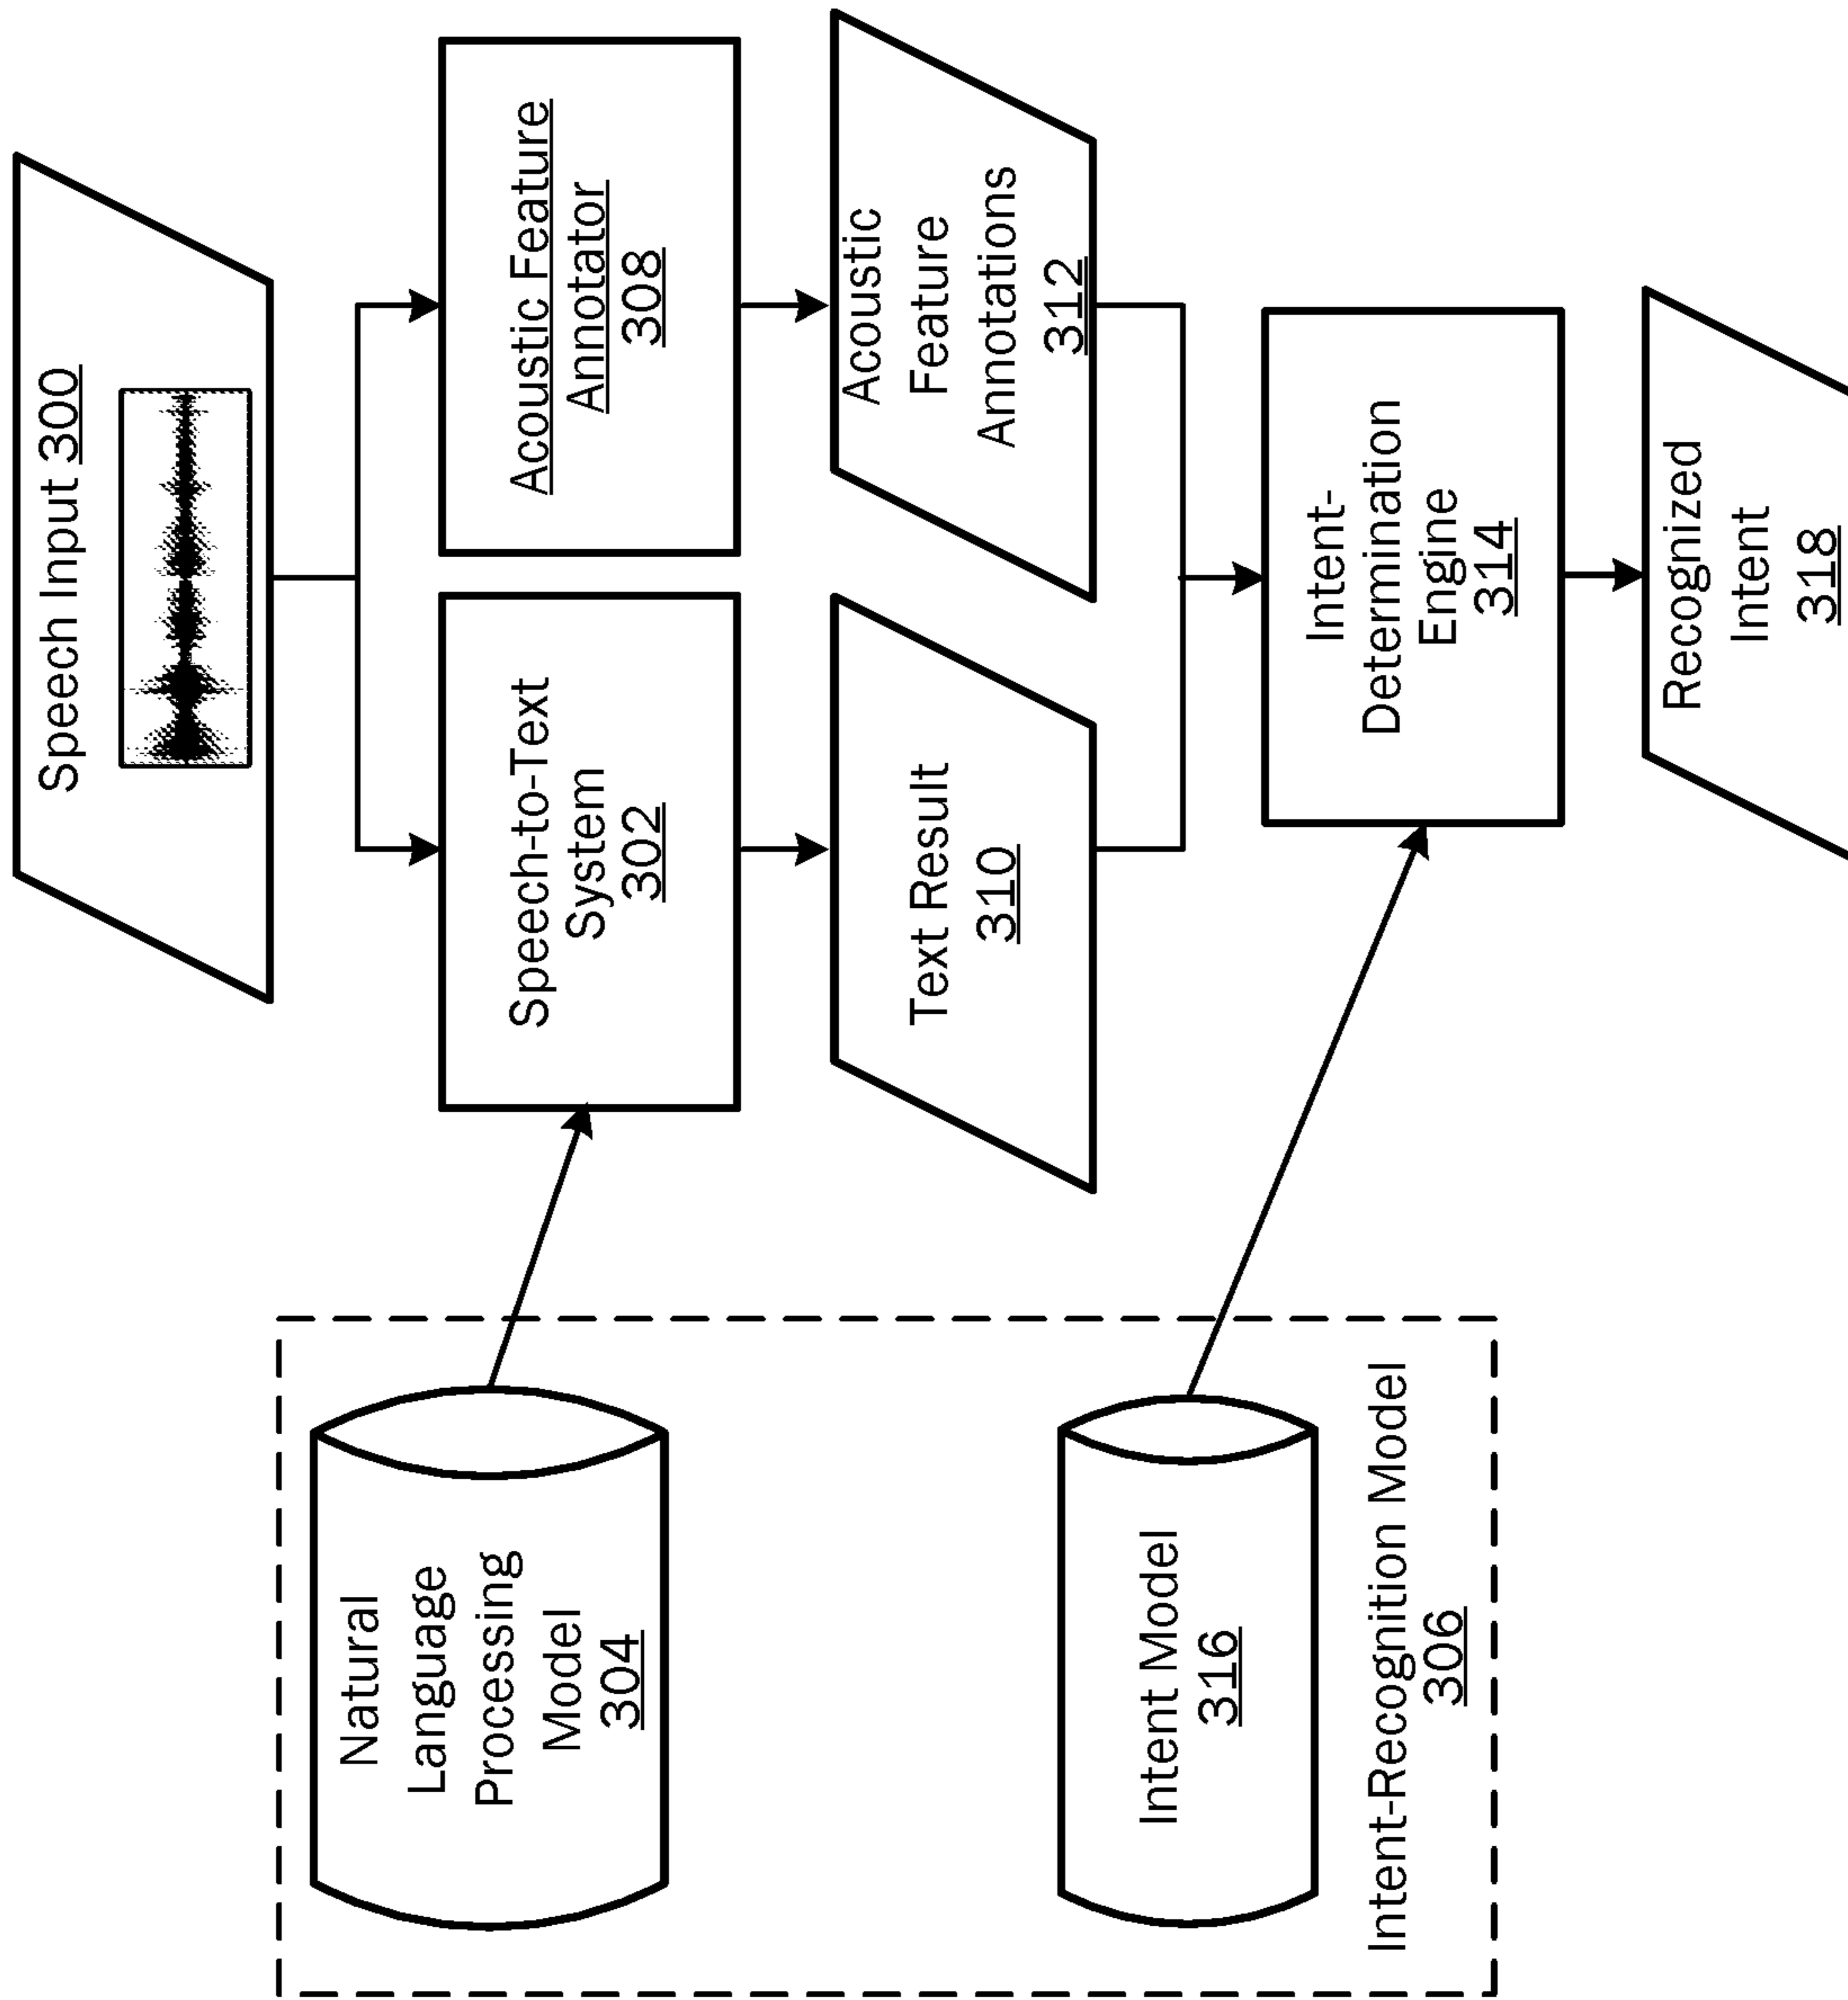 Speech Input 300
Speech-to-Text
System
302
Acoustic Feature
Annotator
308
Text Result
310
Acoustic
Feature
Annotations
312
Intent-
Determination
Engine
314
Recognized
Intent
318
Natural
Language
Processing
Model
304
Intent Model
316
Intent-Recognition Model
306